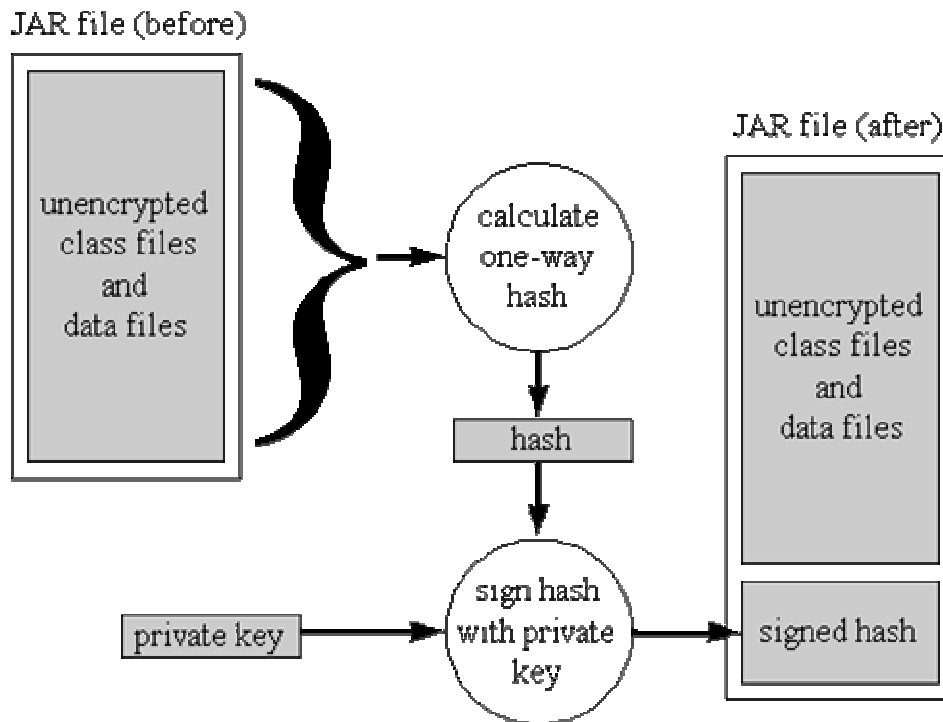 JAR file (before)
unencrypted
class files
and
data files
calculate
one-way
hash
hash
private key
sign hash
with private
key
JAR file (after)
unencrypted
class files
and
data files
signed hash